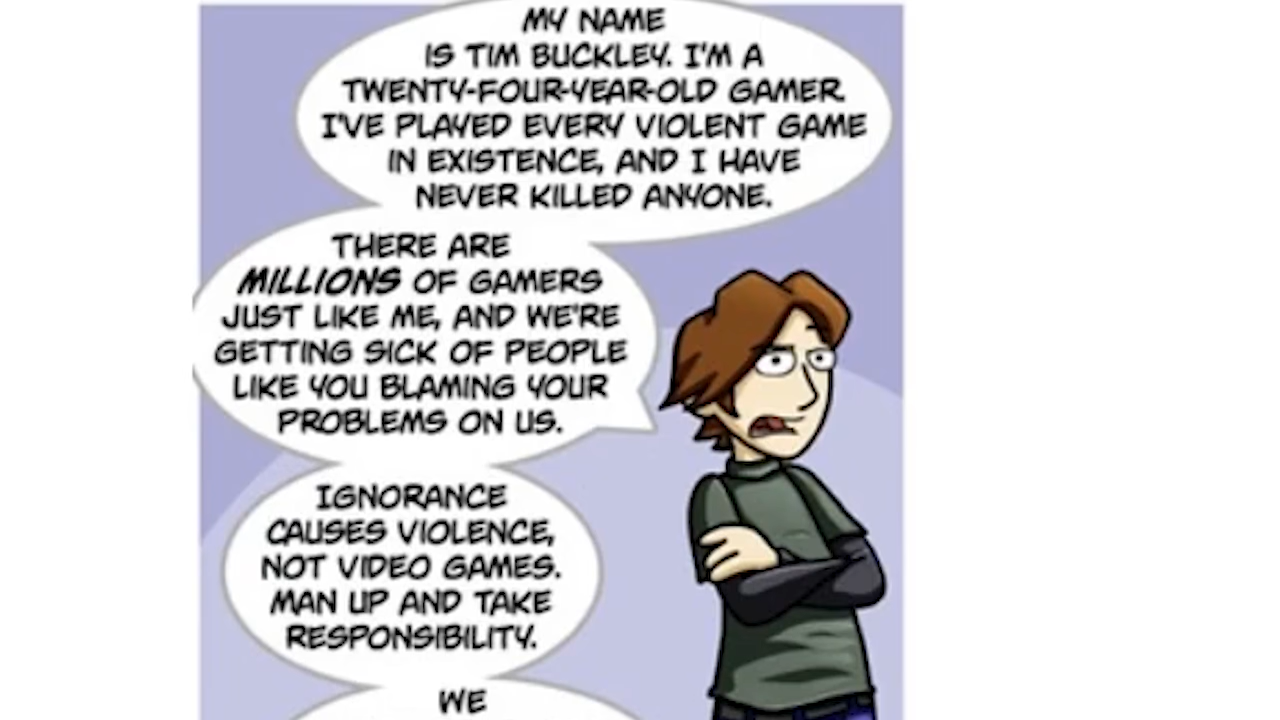 MY NAME
IS TIM BUCKLEY. I'M A
TWENTY-FOUR-YEAR-OLD GAMER.
I'VE PLAYED EVERY VIOLENT GAME
IN EXISTENCE, AND I HAVE
NEVER KILLED ANYONE.
THERE ARE
MILLIONS OF GAMERS
JUST LIKE ME, AND WE'RE
GETTING SICK OF PEOPLE
LIKE YOU BLAMING YOUR
PROBLEMS ON US.
IGNORANCE
CAUSES VIOLENCE,
NOT VIDEO GAMES.
MAN UP AND TAKE
RESPONSIBILITY.
WE